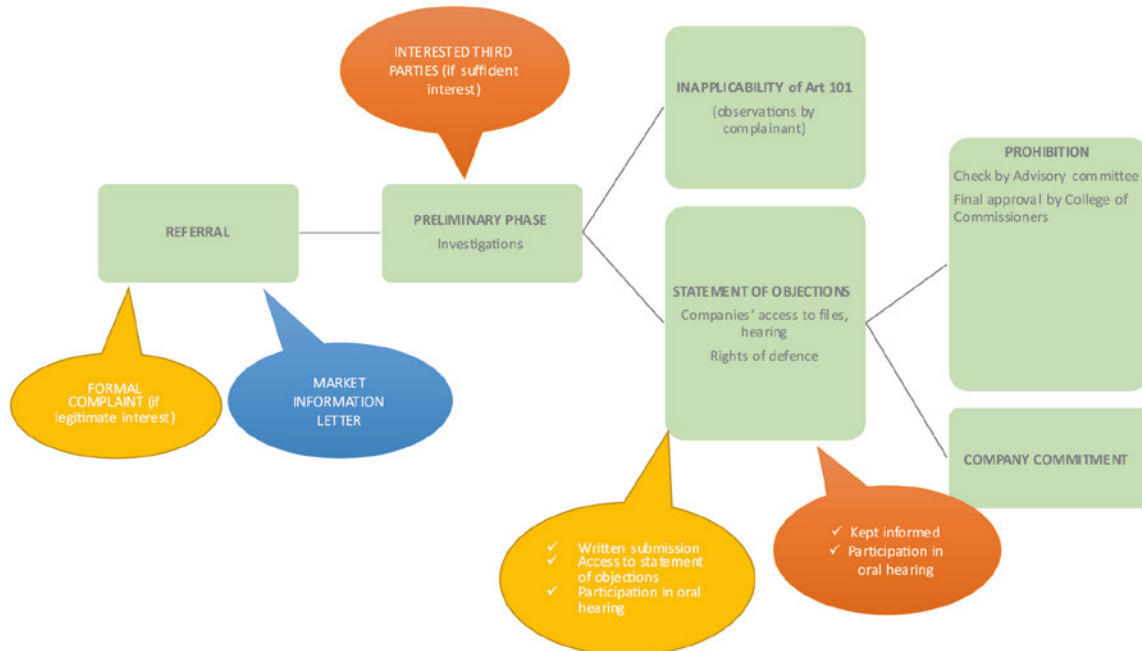 INTERESTED THIRD
PARTIES (if sufficient
interest)
INAPPLICABILITY of Art 101
(observations by
complainant)
PROHIBITION
Check by Advisory committee
Final approval by College of
Commissioners
REFERRAL
PRELIMINARY PHASE
Investigations
STATEMENT OF OBJECTIONS
Companies' access to files,
hearing
Rights of defence
FORMAL
COMPLAINT (if
legitimate interest)
MARKET
INFORMATION
LETTER
COMPANY COMMITMENT
✓ Written submission
✓ Access to statement
of objections
✓ Participation in oral
hearing
✓ Kept informed
✓ Participation in
oral hearing